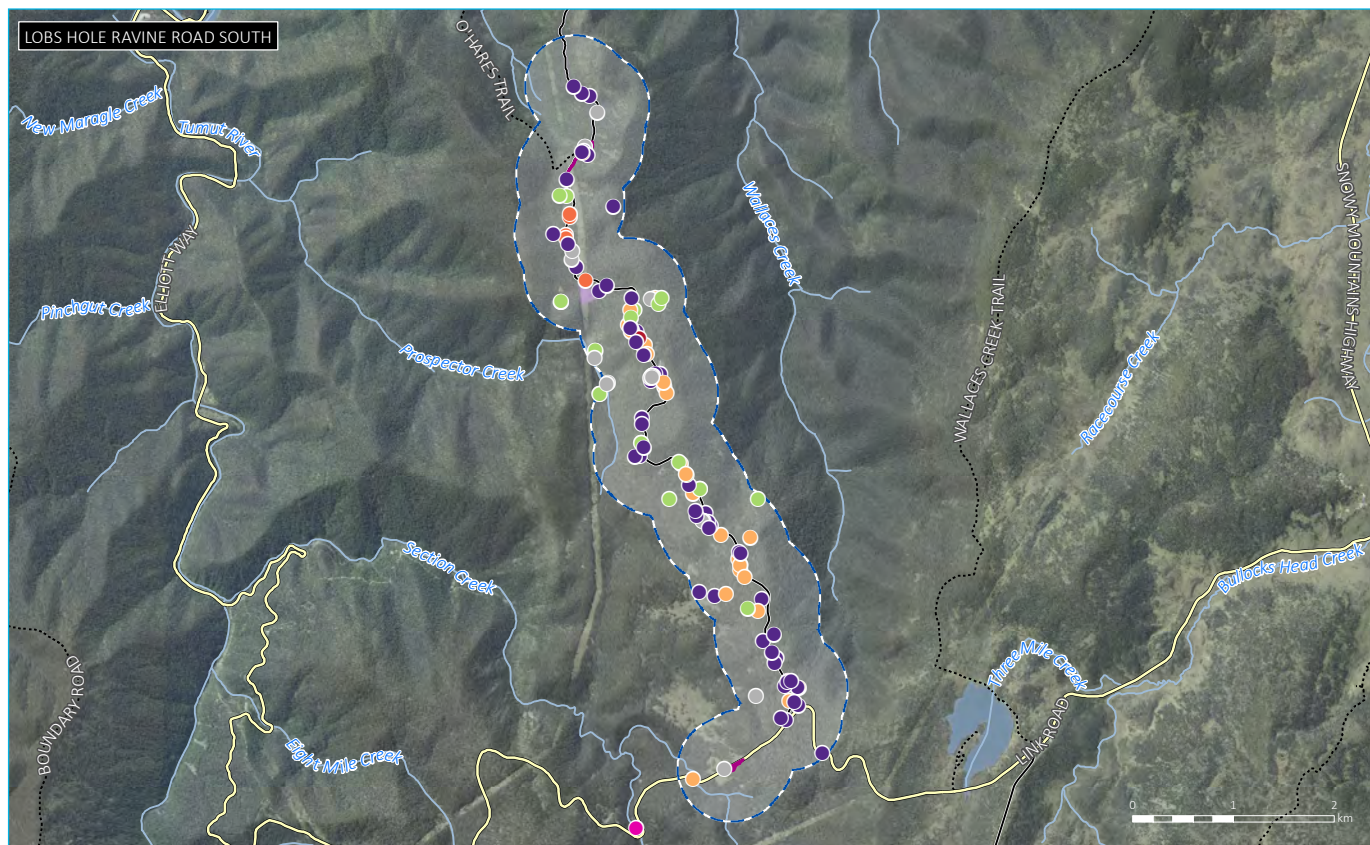 LOBS HOLE RAVINE ROAD SOUTH
O'HARES TRAIL
New Maragle Creek
Tumut River
Wallaces Creek
SNOWY MOUNTAINS HIGHWAY
ELLIOTT WAY
Pinchgut Creek
Prospector Creek
WALLACES CREEK TRAIL
Racecourse Creek
Section Creek
Bullocks Head Creek
BOUNDARY ROAD
Three Mile Creek
LINK ROAD
Eight Mile Creek
0 1 2
km